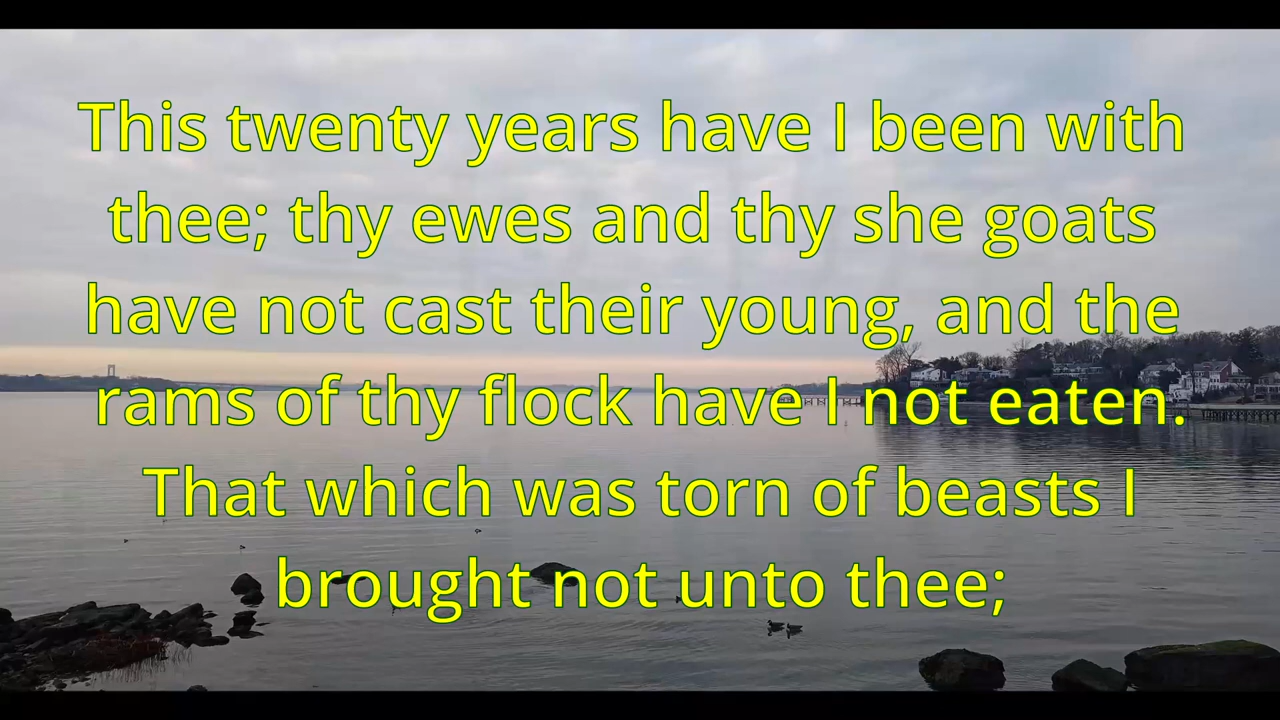 This twenty years have I been with
thee; thy ewes and thy she goats
have not cast their young, and the
rams of thy flock have I not eaten.
That which was torn of beasts I
brought not unto thee;